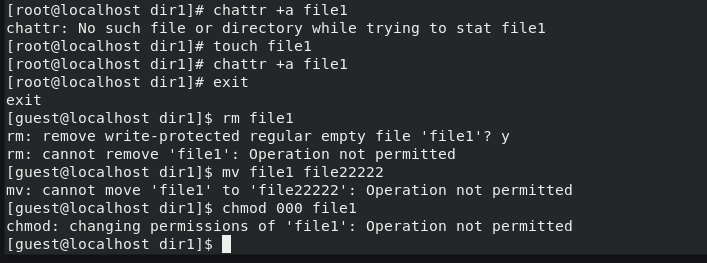 [root@localhost dir1]# chattr +a file1
chattr: No such file or directory while trying to stat file1
[root@localhost dir1]# touch file1
[root@localhost dir1]# chattr +a file1
[root@localhost dir1]# exit
exit
[guest@localhost dir1]$ rm file1
rm: remove write-protected regular empty file 'file1'? y
rm: cannot remove 'file1': Operation not permitted
[guest@localhost dir1]$ mv file1 file22222
mv: cannot move 'file1' to 'file22222': Operation not permitted
[guest@localhost dir1]$ chmod 000 file1
chmod: changing permissions of 'file1': Operation not permitted
[guest@localhost dir1]$